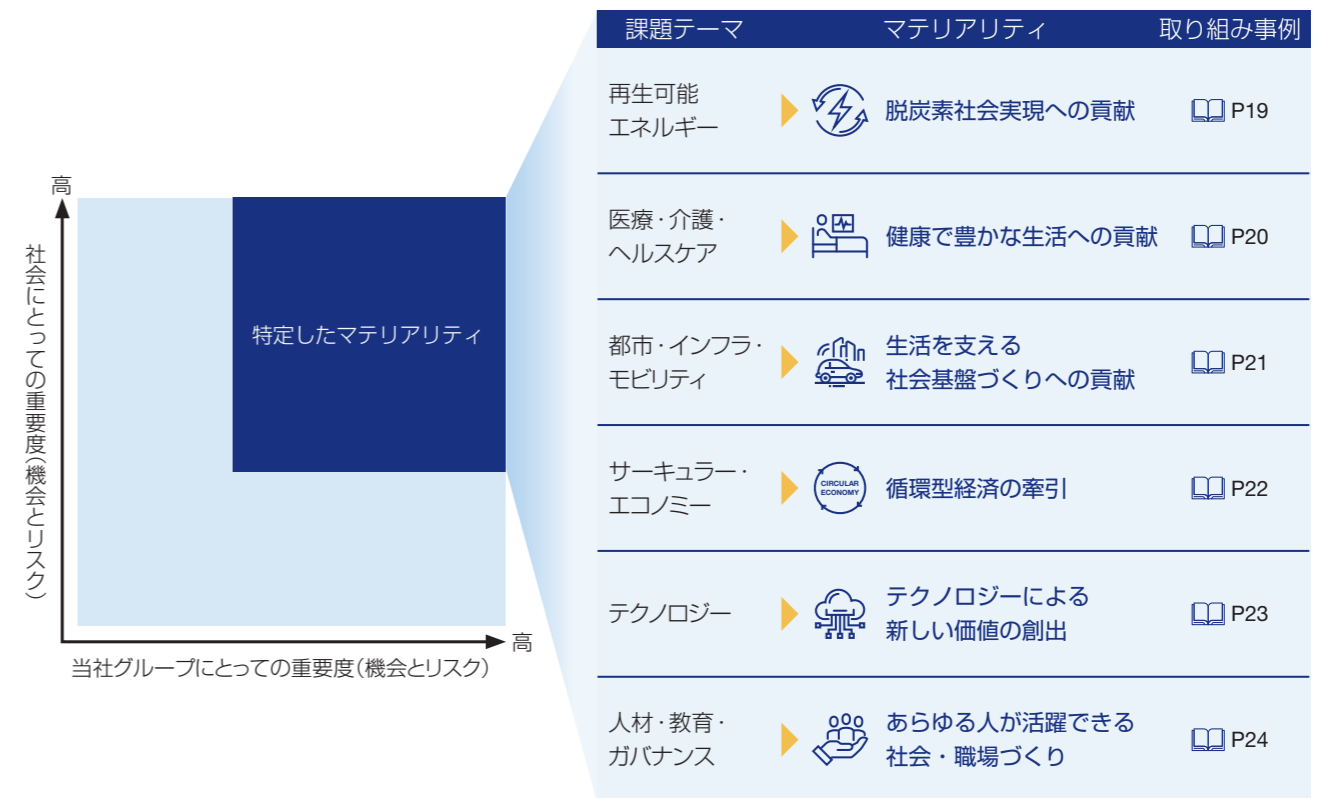 高
社会にとっての重要度（機会とリスク）
特定したマテリアリティ
高
当社グループにとっての重要度（機会とリスク）
課題テーマ マテリアリティ 取り組み事例
再生可能
エネルギー
脱炭素社会実現への貢献
P19
医療・介護・
ヘルスケア
健康で豊かな生活への貢献
P20
都市・インフラ・
モビリティ
生活を支える
社会基盤づくりへの貢献
P21
サーキュラー・
エコノミー
CIRCULAR
ECONOMY
循環型経済の牽引
P22
テクノロジー
テクノロジーによる
新しい価値の創出
P23
人材・教育・
ガバナンス
あらゆる人が活躍できる
社会・職場づくり
P24